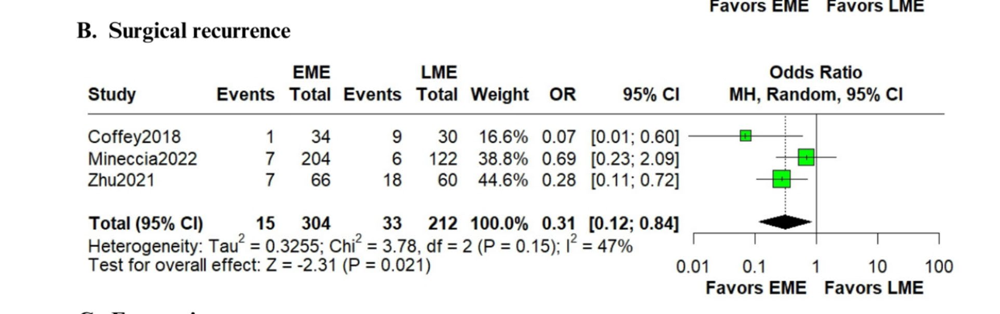 Favors EME Favors LME
B. Surgical recurrence
EME LME Odds Ratio
Study Events Total Events Total Weight OR 95% CI MH, Random, 95% CI
Coffey2018 1 34 9 30 16.6% 0.07 [0.01; 0.60]
Mineccia2022 7 204 6 122 38.8% 0.69 [0.23; 2.09]
Zhu2021 7 66 18 60 44.6% 0.28 [0.11; 0.72]
Total (95% CI) 15 304 33 212 100.0% 0.31 [0.12; 0.84]
Heterogeneity: Tau² = 0.3255; Chi² = 3.78, df = 2 (P = 0.15); I² = 47%
Test for overall effect: Z = -2.31 (P = 0.021)
0.01 0.1 1 10 100
Favors EME Favors LME